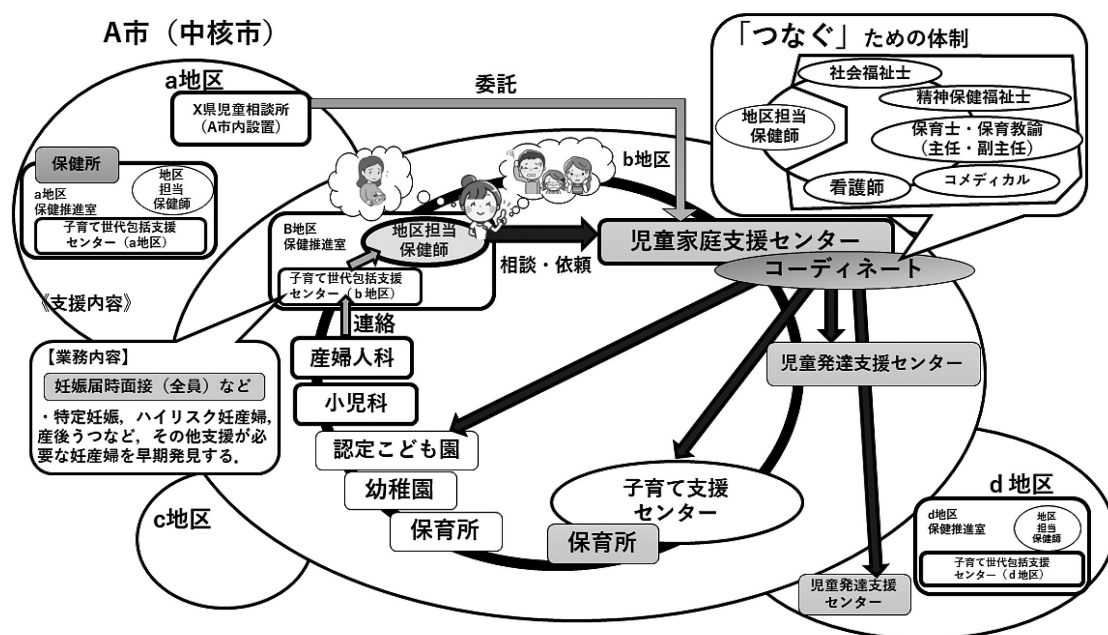 A市（中核市）
a地区
X県児童相談所
（A市内設置）
委託
「つなぐ」ための体制
社会福祉士
精神保健福祉士
地区担当
保健師
保育士・保育教諭
（主任・副主任）
看護師
コメディカル
保健所
a地区
保健推進室
地区
担当
保健師
子育て世代包括支援
センター（a地区）
《支援内容》
b地区
B地区
保健推進室
地区担当
保健師
子育て世代包括支援
センター（b地区）
相談・依頼
児童家庭支援センター
コーディネート
連絡
産婦人科
小児科
【業務内容】
妊娠届時面接（全員）など
・特定妊娠，ハイリスク妊産婦，
産後うつなど，その他支援が必
要な妊産婦を早期発見する．
認定こども園
幼稚園
保育所
子育て支援
センター
保育所
児童発達支援センター
c地区
d地区
d地区
保健推進室
地区
担当
保健師
子育て世代包括支援
センター（d地区）
児童発達支援
センター